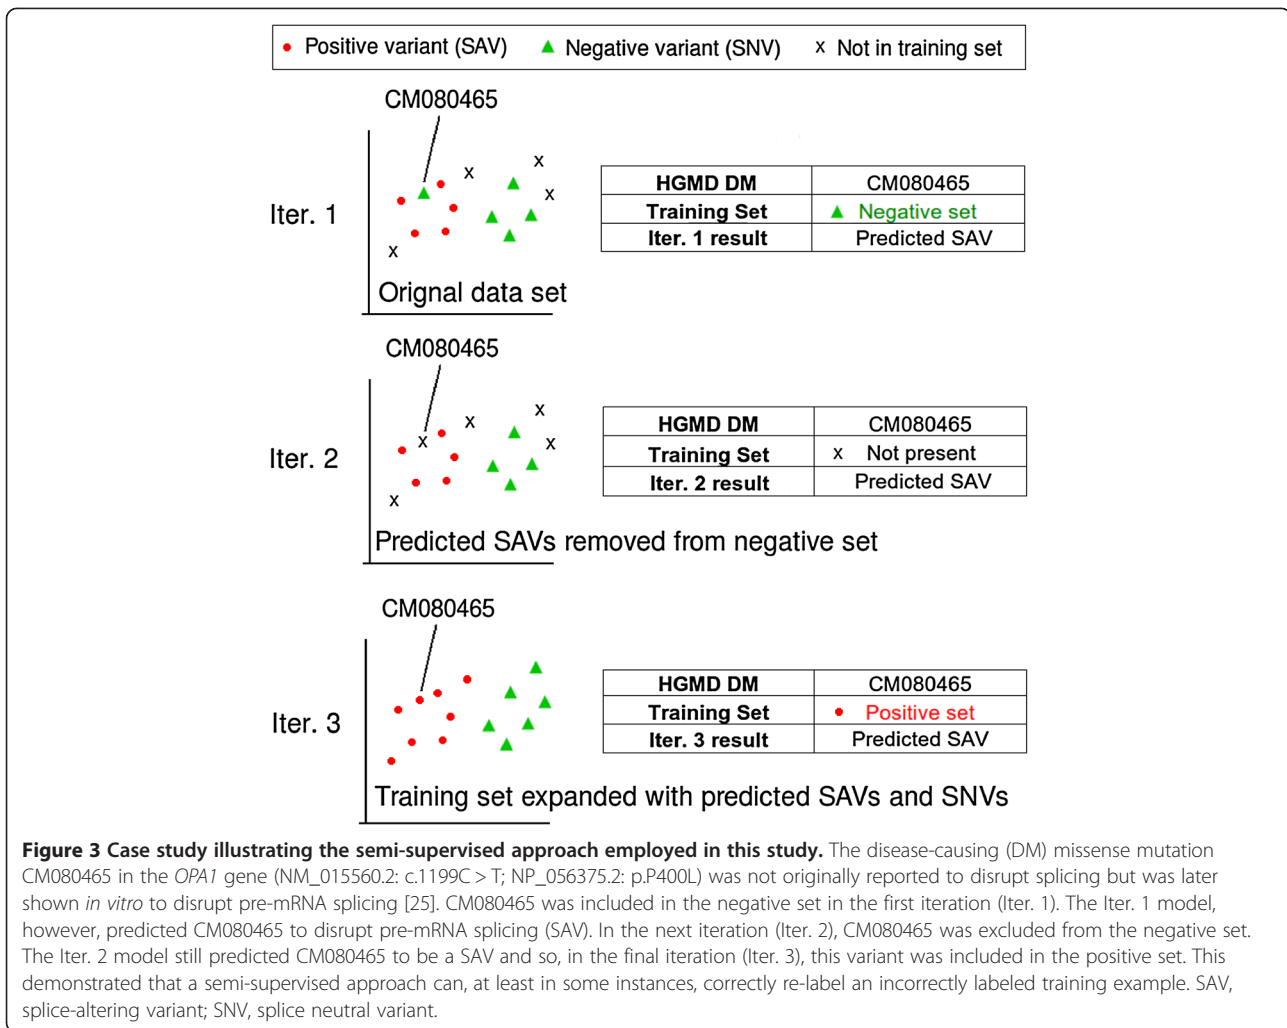 Positive variant (SAV) Negative variant (SNV) x Not in training set
CM080465
Iter. 1
x
x
x
x
Orignal data set
HGMD DM CM080465
Training Set Negative set
Iter. 1 result Predicted SAV
CM080465
Iter. 2
x
x
x
x
x
Predicted SAVs removed from negative set
HGMD DM CM080465
Training Set x Not present
Iter. 2 result Predicted SAV
CM080465
Iter. 3
Training set expanded with predicted SAVs and SNVs
HGMD DM CM080465
Training Set Positive set
Iter. 3 result Predicted SAV
Figure 3 Case study illustrating the semi-supervised approach employed in this study. The disease-causing (DM) missense mutation
CM080465 in the OPA1 gene (NM_015560.2: c.1199C > T; NP_056375.2: p.P400L) was not originally reported to disrupt splicing but was later
shown in vitro to disrupt pre-mRNA splicing [25]. CM080465 was included in the negative set in the first iteration (Iter. 1). The Iter. 1 model,
however, predicted CM080465 to disrupt pre-mRNA splicing (SAV). In the next iteration (Iter. 2), CM080465 was excluded from the negative set.
The Iter. 2 model still predicted CM080465 to be a SAV and so, in the final iteration (Iter. 3), this variant was included in the positive set. This
demonstrated that a semi-supervised approach can, at least in some instances, correctly re-label an incorrectly labeled training example. SAV,
splice-altering variant; SNV, splice neutral variant.